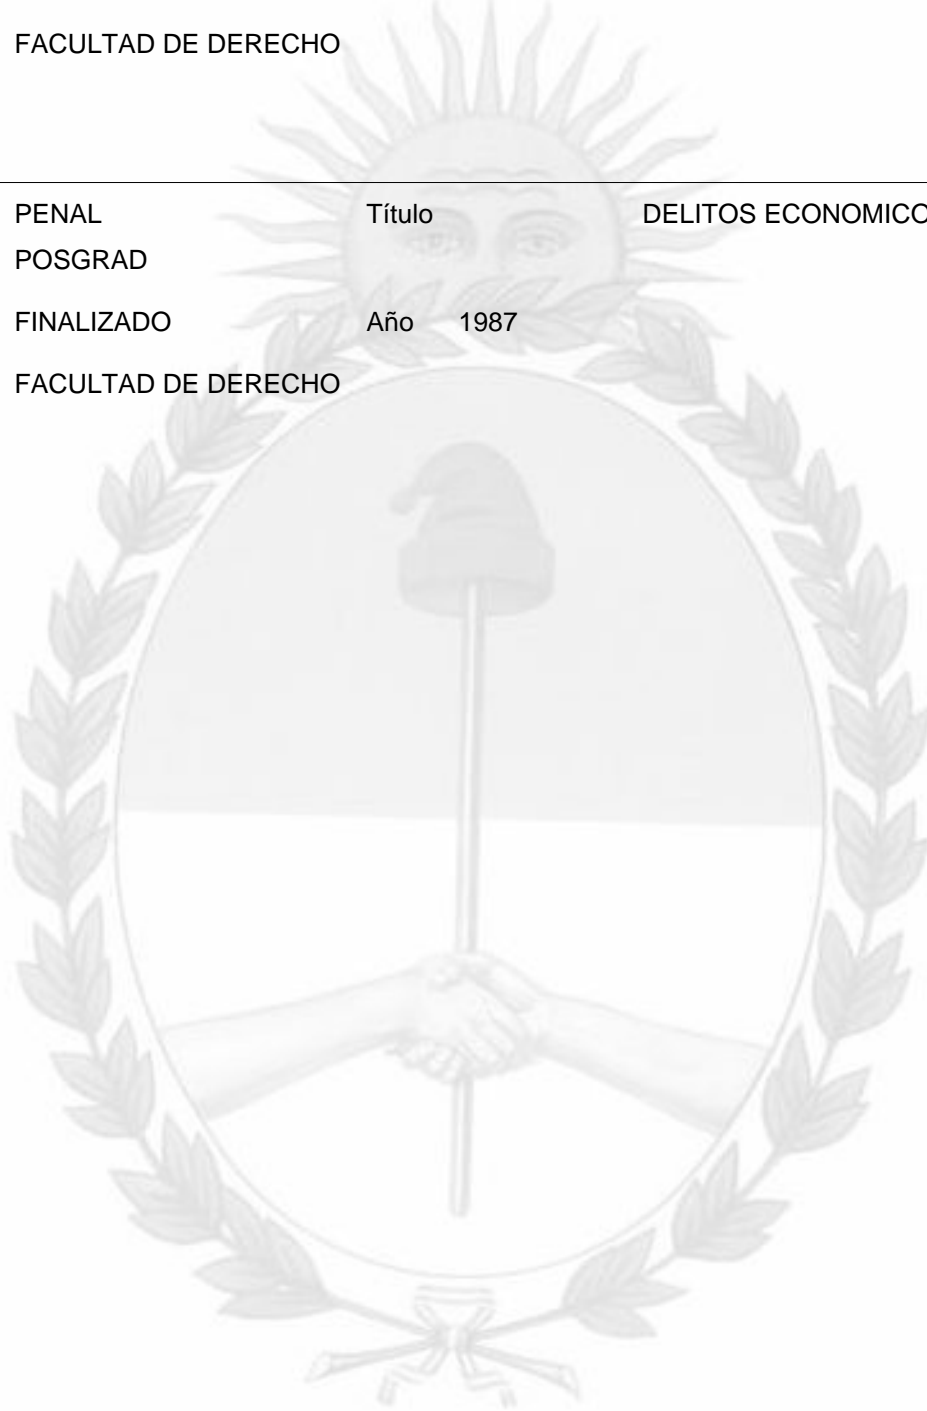 FACULTAD DE DERECHO
PENAL Título DELITOS ECONOMICO
POSGRAD
FINALIZADO Año 1987
FACULTAD DE DERECHO